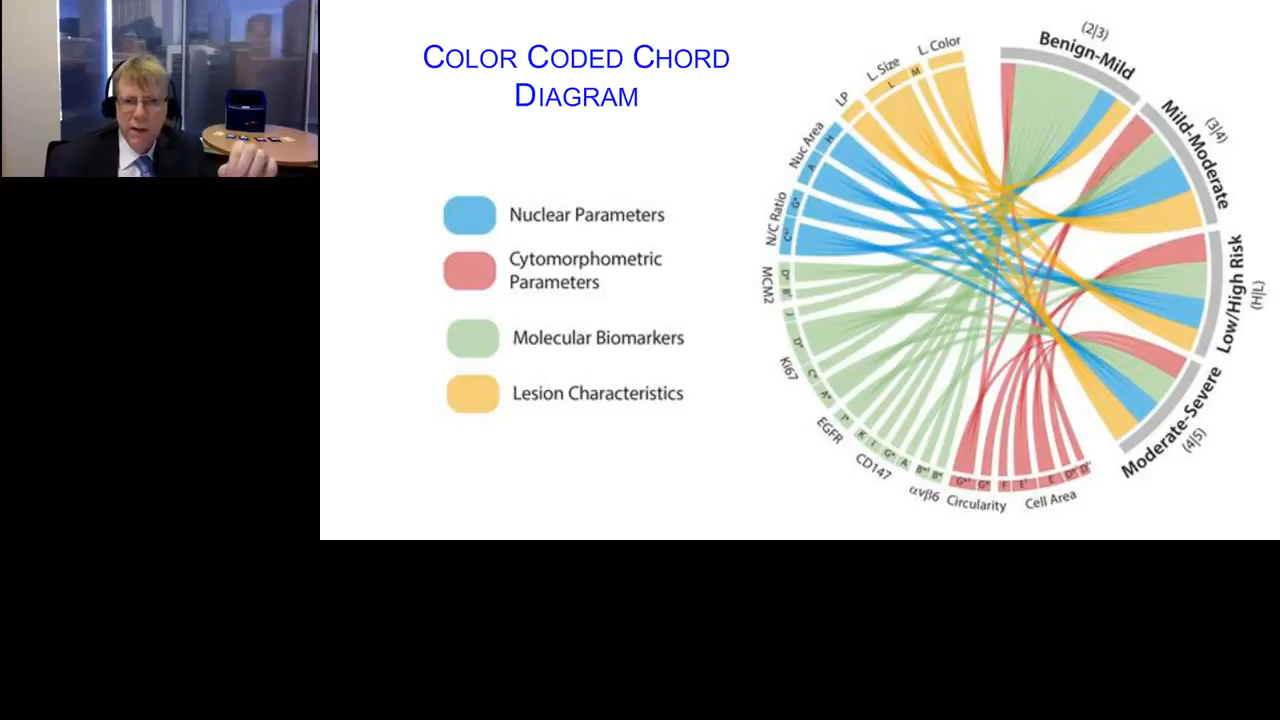 COLOR CODED CHORD
DIAGRAM
Nuclear Parameters
Cytomorphometric
Parameters
Molecular Biomarkers
Lesion Characteristics
(2|3)
Benign-Mild
(3|4)
Mild-Moderate
Low/High Risk
(H|L)
Moderate-Severe
(4|5)
L. Color
L. Size
M
L
LP
Nuc Area
H
A
N/C Ratio
MCM2
Ki67
EGFR
CD147
αvβ6
Circularity
Cell Area